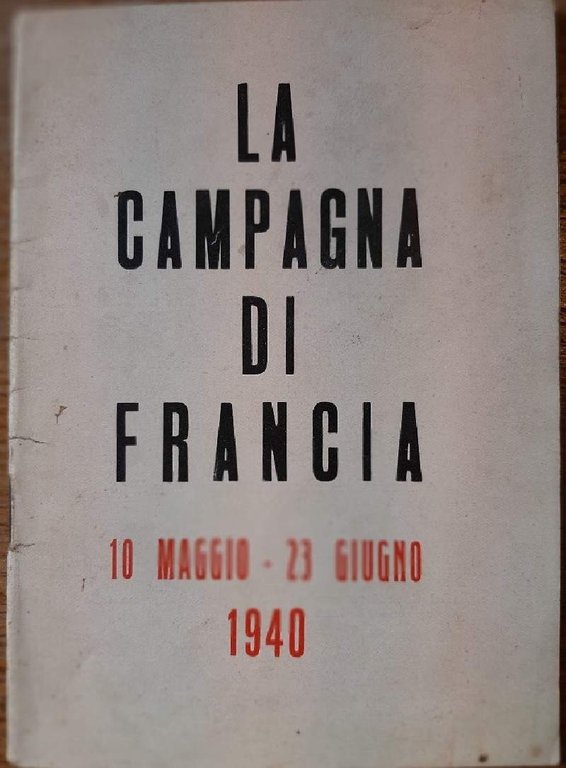 LA
CAMPAGNA
DI
FRANCIA
10 MAGGIO - 23 GIUGNO
1940